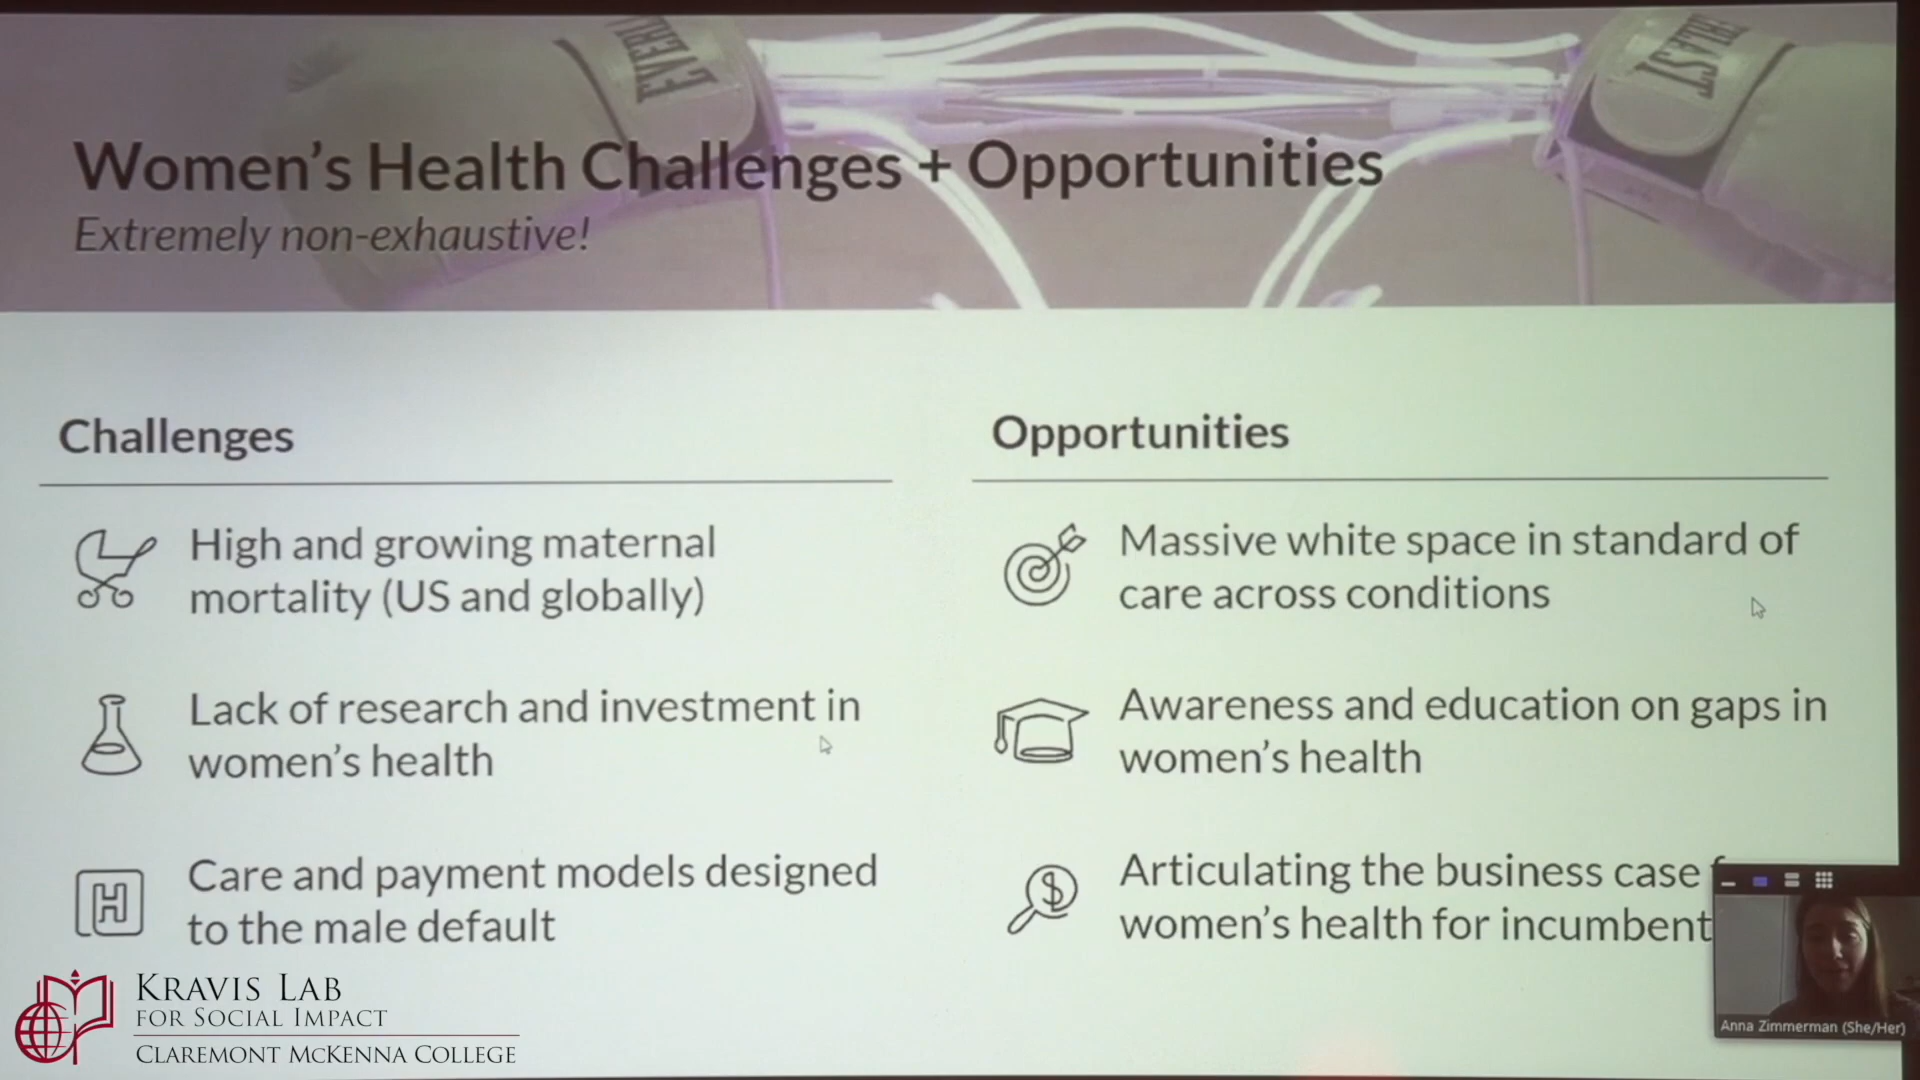 EVERL
ERLAST
Women's Health Challenges + Opportunities
Extremely non-exhaustive!
Challenges
High and growing maternal
mortality (US and globally)
Lack of research and investment in
women's health
Care and payment models designed
to the male default
Opportunities
Massive white space in standard of
care across conditions
Awareness and education on gaps in
women's health
Articulating the business case
women's health for incumbent
KRAVIS LAB
FOR SOCIAL IMPACT
CLAREMONT MCKENNA COLLEGE
Anna Zimmerman (She/Her)